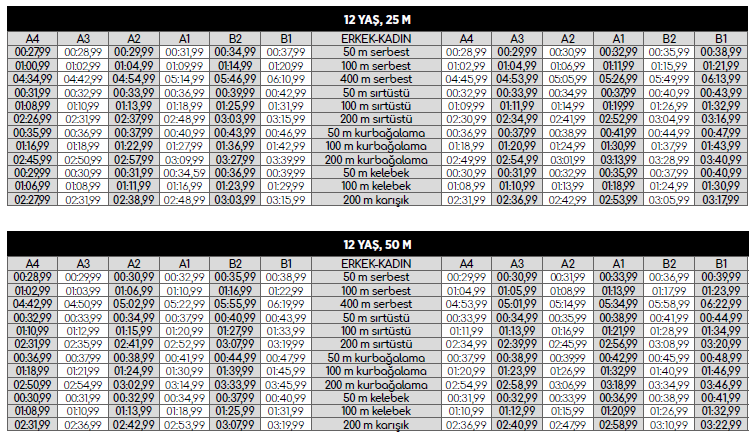 12 YAŞ, 25 M
A4 A3 A2 A1 B2 B1 ERKEK-KADIN A4 A3 A2 A1 B2 B1
00:27,99 00:28,99 00:29,99 00:31,99 00:34,99 00:37,99 50 m serbest 00:28,99 00:29,99 00:30,99 00:32,99 00:35,99 00:38,99
01:00,99 01:02,99 01:04,99 01:09,99 01:14,99 01:20,99 100 m serbest 01:02,99 01:04,99 01:06,99 01:11,99 01:15,99 01:21,99
04:34,99 04:42,99 04:54,99 05:14,99 05:46,99 06:10,99 400 m serbest 04:45,99 04:53,99 05:05,99 05:26,99 05:49,99 06:13,99
00:31,99 00:32,99 00:33,99 00:36,99 00:39,99 00:42,99 50 m sırtüstü 00:32,99 00:33,99 00:34,99 00:37,99 00:40,99 00:43,99
01:08,99 01:10,99 01:13,99 01:18,99 01:25,99 01:31,99 100 m sırtüstü 01:09,99 01:11,99 01:14,99 01:19,99 01:26,99 01:32,99
02:26,99 02:31,99 02:37,99 02:48,99 03:03,99 03:15,99 200 m sırtüstü 02:30,99 02:34,99 02:41,99 02:52,99 03:04,99 03:16,99
00:35,99 00:36,99 00:37,99 00:40,99 00:43,99 00:46,99 50 m kurbağalama 00:36,99 00:37,99 00:38,99 00:41,99 00:44,99 00:47,99
01:16,99 01:18,99 01:22,99 01:27,99 01:36,99 01:42,99 100 m kurbağalama 01:18,99 01:20,99 01:24,99 01:30,99 01:37,99 01:43,99
02:45,99 02:50,99 02:57,99 03:09,99 03:27,99 03:39,99 200 m kurbağalama 02:49,99 02:54,99 03:01,99 03:13,99 03:28,99 03:40,99
00:29,99 00:30,99 00:31,99 00:34,59 00:36,99 00:39,99 50 m kelebek 00:30,99 00:31,99 00:32,99 00:35,99 00:37,99 00:40,99
01:06,99 01:08,99 01:11,99 01:16,99 01:23,99 01:29,99 100 m kelebek 01:08,99 01:10,99 01:13,99 01:18,99 01:24,99 01:30,99
02:27,99 02:31,99 02:38,99 02:48,99 03:03,99 03:15,99 200 m karışık 02:31,99 02:36,99 02:42,99 02:53,99 03:05,99 03:17,99
12 YAŞ, 50 M
A4 A3 A2 A1 B2 B1 ERKEK-KADIN A4 A3 A2 A1 B2 B1
00:28,99 00:29,99 00:30,99 00:32,99 00:35,99 00:38,99 50 m serbest 00:29,99 00:30,99 00:31,99 00:33,99 00:36,99 00:39,99
01:02,99 01:03,99 01:06,99 01:10,99 01:16,99 01:22,99 100 m serbest 01:04,99 01:05,99 01:08,99 01:13,99 01:17,99 01:23,99
04:42,99 04:50,99 05:02,99 05:22,99 05:55,99 06:19,99 400 m serbest 04:53,99 05:01,99 05:14,99 05:34,99 05:58,99 06:22,99
00:32,99 00:33,99 00:34,99 00:37,99 00:40,99 00:43,99 50 m sırtüstü 00:33,99 00:34,99 00:35,99 00:38,99 00:41,99 00:44,99
01:10,99 01:12,99 01:15,99 01:20,99 01:27,99 01:33,99 100 m sırtüstü 01:11,99 01:13,99 01:16,99 01:21,99 01:28,99 01:34,99
02:31,99 02:35,99 02:41,99 02:52,99 03:07,99 03:19,99 200 m sırtüstü 02:34,99 02:39,99 02:45,99 02:56,99 03:08,99 03:20,99
00:36,99 00:37,99 00:38,99 00:41,99 00:44,99 00:47,99 50 m kurbağalama 00:37,99 00:38,99 00:39,99 00:42,99 00:45,99 00:48,99
01:18,99 01:21,99 01:24,99 01:30,99 01:39,99 01:45,99 100 m kurbağalama 01:20,99 01:23,99 01:26,99 01:32,99 01:40,99 01:46,99
02:50,99 02:54,99 03:02,99 03:14,99 03:33,99 03:45,99 200 m kurbağalama 02:54,99 02:58,99 03:06,99 03:18,99 03:34,99 03:46,99
00:30,99 00:31,99 00:32,99 00:34,99 00:37,99 00:40,99 50 m kelebek 00:31,99 00:32,99 00:33,99 00:36,99 00:38,99 00:41,99
01:08,99 01:10,99 01:13,99 01:18,99 01:25,99 01:31,99 100 m kelebek 01:10,99 01:12,99 01:15,99 01:20,99 01:26,99 01:32,99
02:31,99 02:36,99 02:42,99 02:53,99 03:07,99 03:19,99 200 m karışık 02:36,99 02:40,99 02:47,99 02:58,99 03:10,99 03:22,99